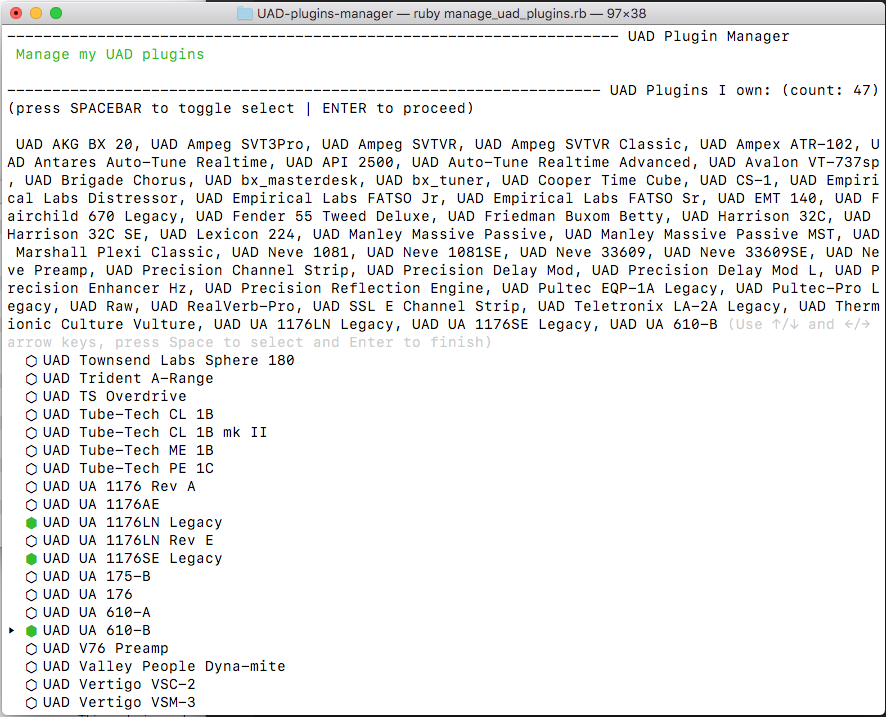 UAD-plugins-manager — ruby manage_uad_plugins.rb — 97×38
-------------------------------------------------------------------- UAD Plugin Manager
Manage my UAD plugins
------------------------------------------------------------------ UAD Plugins I own: (count: 47)
(press SPACEBAR to toggle select | ENTER to proceed)
UAD AKG BX 20, UAD Ampeg SVT3Pro, UAD Ampeg SVTVR, UAD Ampeg SVTVR Classic, UAD Ampex ATR-102, U
AD Antares Auto-Tune Realtime, UAD API 2500, UAD Auto-Tune Realtime Advanced, UAD Avalon VT-737sp
, UAD Brigade Chorus, UAD bx_masterdesk, UAD bx_tuner, UAD Cooper Time Cube, UAD CS-1, UAD Empiri
cal Labs Distressor, UAD Empirical Labs FATSO Jr, UAD Empirical Labs FATSO Sr, UAD EMT 140, UAD F
airchild 670 Legacy, UAD Fender 55 Tweed Deluxe, UAD Friedman Buxom Betty, UAD Harrison 32C, UAD
Harrison 32C SE, UAD Lexicon 224, UAD Manley Massive Passive, UAD Manley Massive Passive MST, UAD
Marshall Plexi Classic, UAD Neve 1081, UAD Neve 1081SE, UAD Neve 33609, UAD Neve 33609SE, UAD Ne
ve Preamp, UAD Precision Channel Strip, UAD Precision Delay Mod, UAD Precision Delay Mod L, UAD P
recision Enhancer Hz, UAD Precision Reflection Engine, UAD Pultec EQP-1A Legacy, UAD Pultec-Pro L
egacy, UAD Raw, UAD RealVerb-Pro, UAD SSL E Channel Strip, UAD Teletronix LA-2A Legacy, UAD Therm
ionic Culture Vulture, UAD UA 1176LN Legacy, UAD UA 1176SE Legacy, UAD UA 610-B (Use ↑/↓ and ←/→
arrow keys, press Space to select and Enter to finish)
⬡ UAD Townsend Labs Sphere 180
⬡ UAD Trident A-Range
⬡ UAD TS Overdrive
⬡ UAD Tube-Tech CL 1B
⬡ UAD Tube-Tech CL 1B mk II
⬡ UAD Tube-Tech ME 1B
⬡ UAD Tube-Tech PE 1C
⬡ UAD UA 1176 Rev A
⬡ UAD UA 1176AE
⬢ UAD UA 1176LN Legacy
⬡ UAD UA 1176LN Rev E
⬢ UAD UA 1176SE Legacy
⬡ UAD UA 175-B
⬡ UAD UA 176
⬡ UAD UA 610-A
‣ ⬢ UAD UA 610-B
⬡ UAD V76 Preamp
⬡ UAD Valley People Dyna-mite
⬡ UAD Vertigo VSC-2
⬡ UAD Vertigo VSM-3